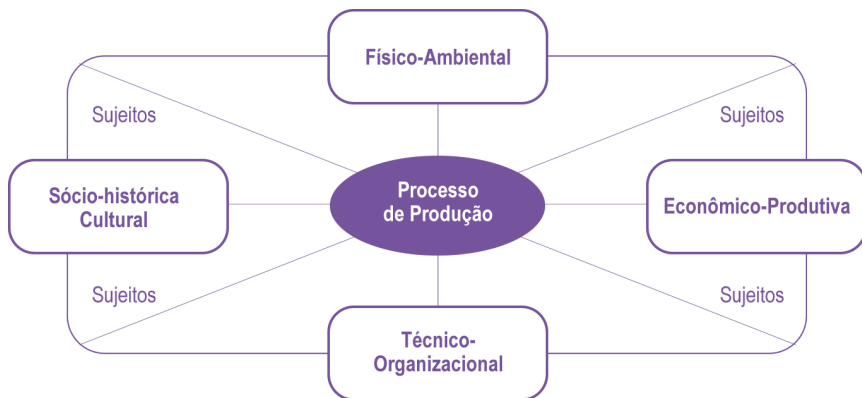 Físico-Ambiental
Sujeitos
Sujeitos
Sócio-histórica
Cultural
Processo
de Produção
Econômico-Produtiva
Sujeitos
Sujeitos
Técnico-
Organizacional